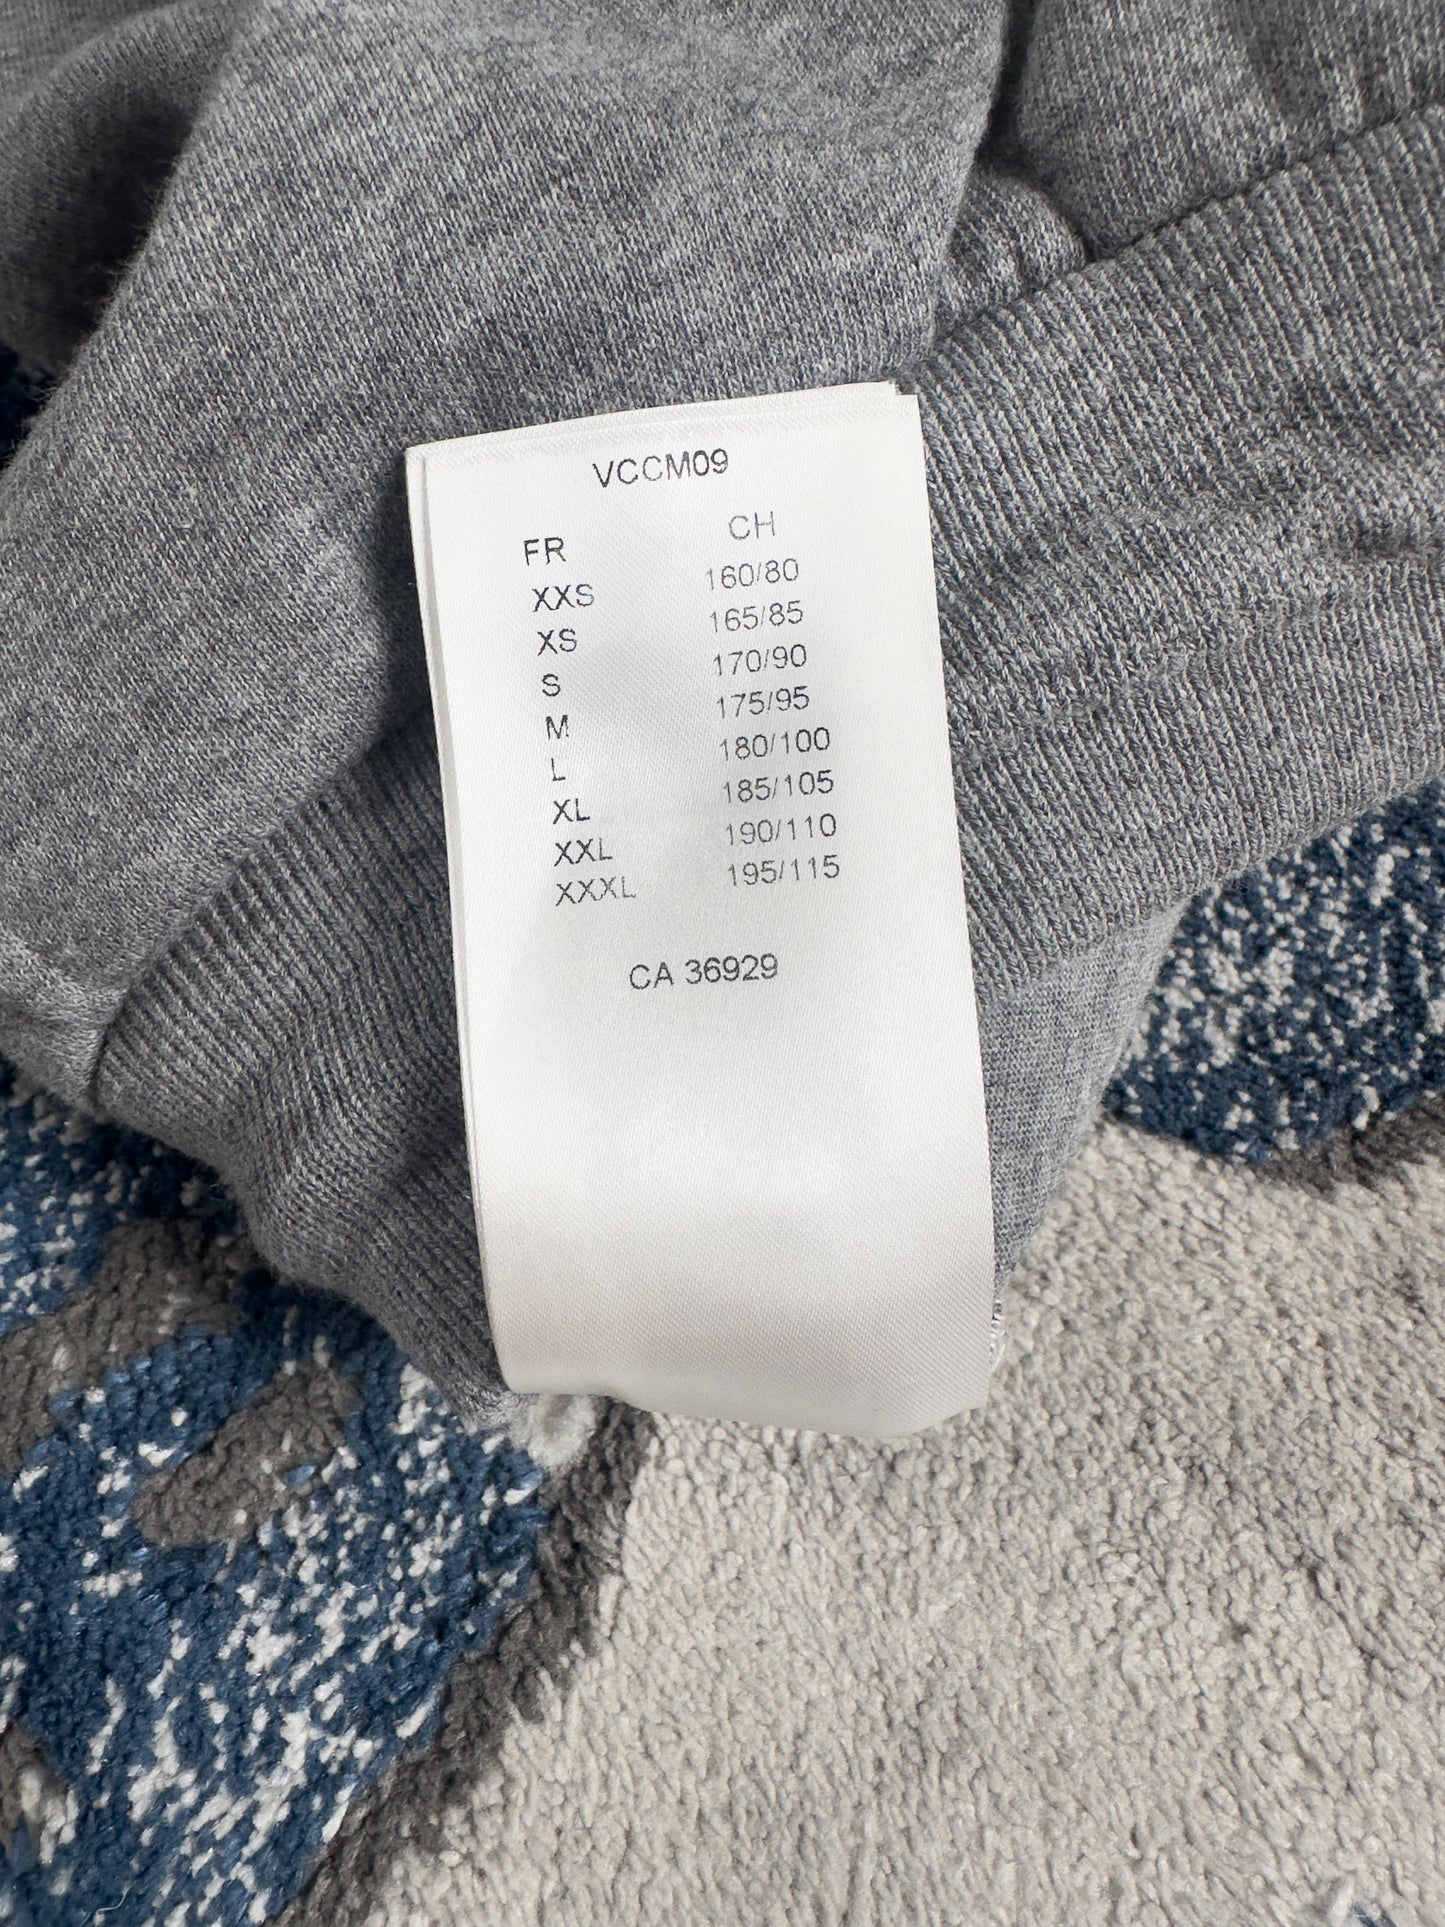 VCCM09
FR CH
XXS 160/80
XS 165/85
S 170/90
M 175/95
L 180/100
XL 185/105
XXL 190/110
XXXL 195/115
CA 36929